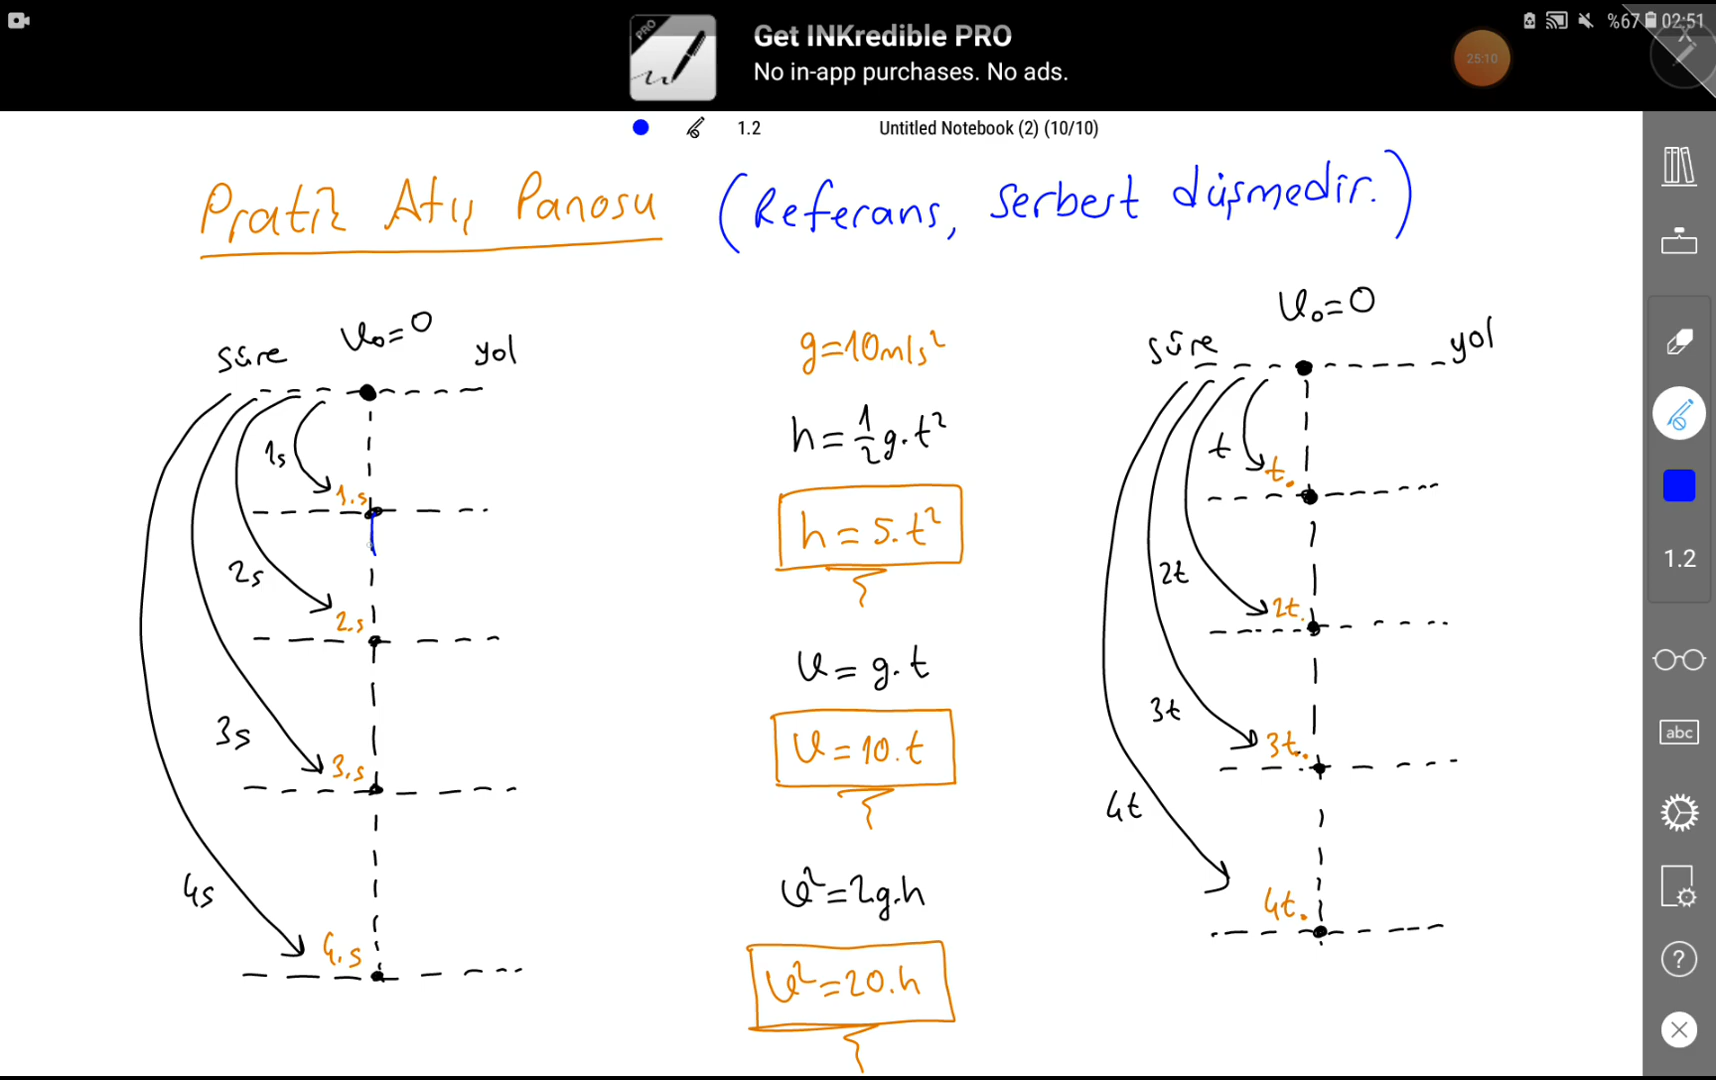 %67 02:51
Get INKredible PRO
PRO
No in-app purchases. No ads.
25:10
1.2 Untitled Notebook (2) (10/10)
Pratik Atış Panosu (Referans, serbest düşmedir.)
süre υ₀=0 yol
1s
1.s
2s
2.s
3s
3.s
4s
4.s
g=10m/s²
h=½g.t²
h=5.t²
υ=g.t
υ=10.t
υ²=2g.h
υ²=20.h
υ₀=0
süre yol
t
t.
2t
2t.
3t
3t.
4t
4t.
1.2
abc
?